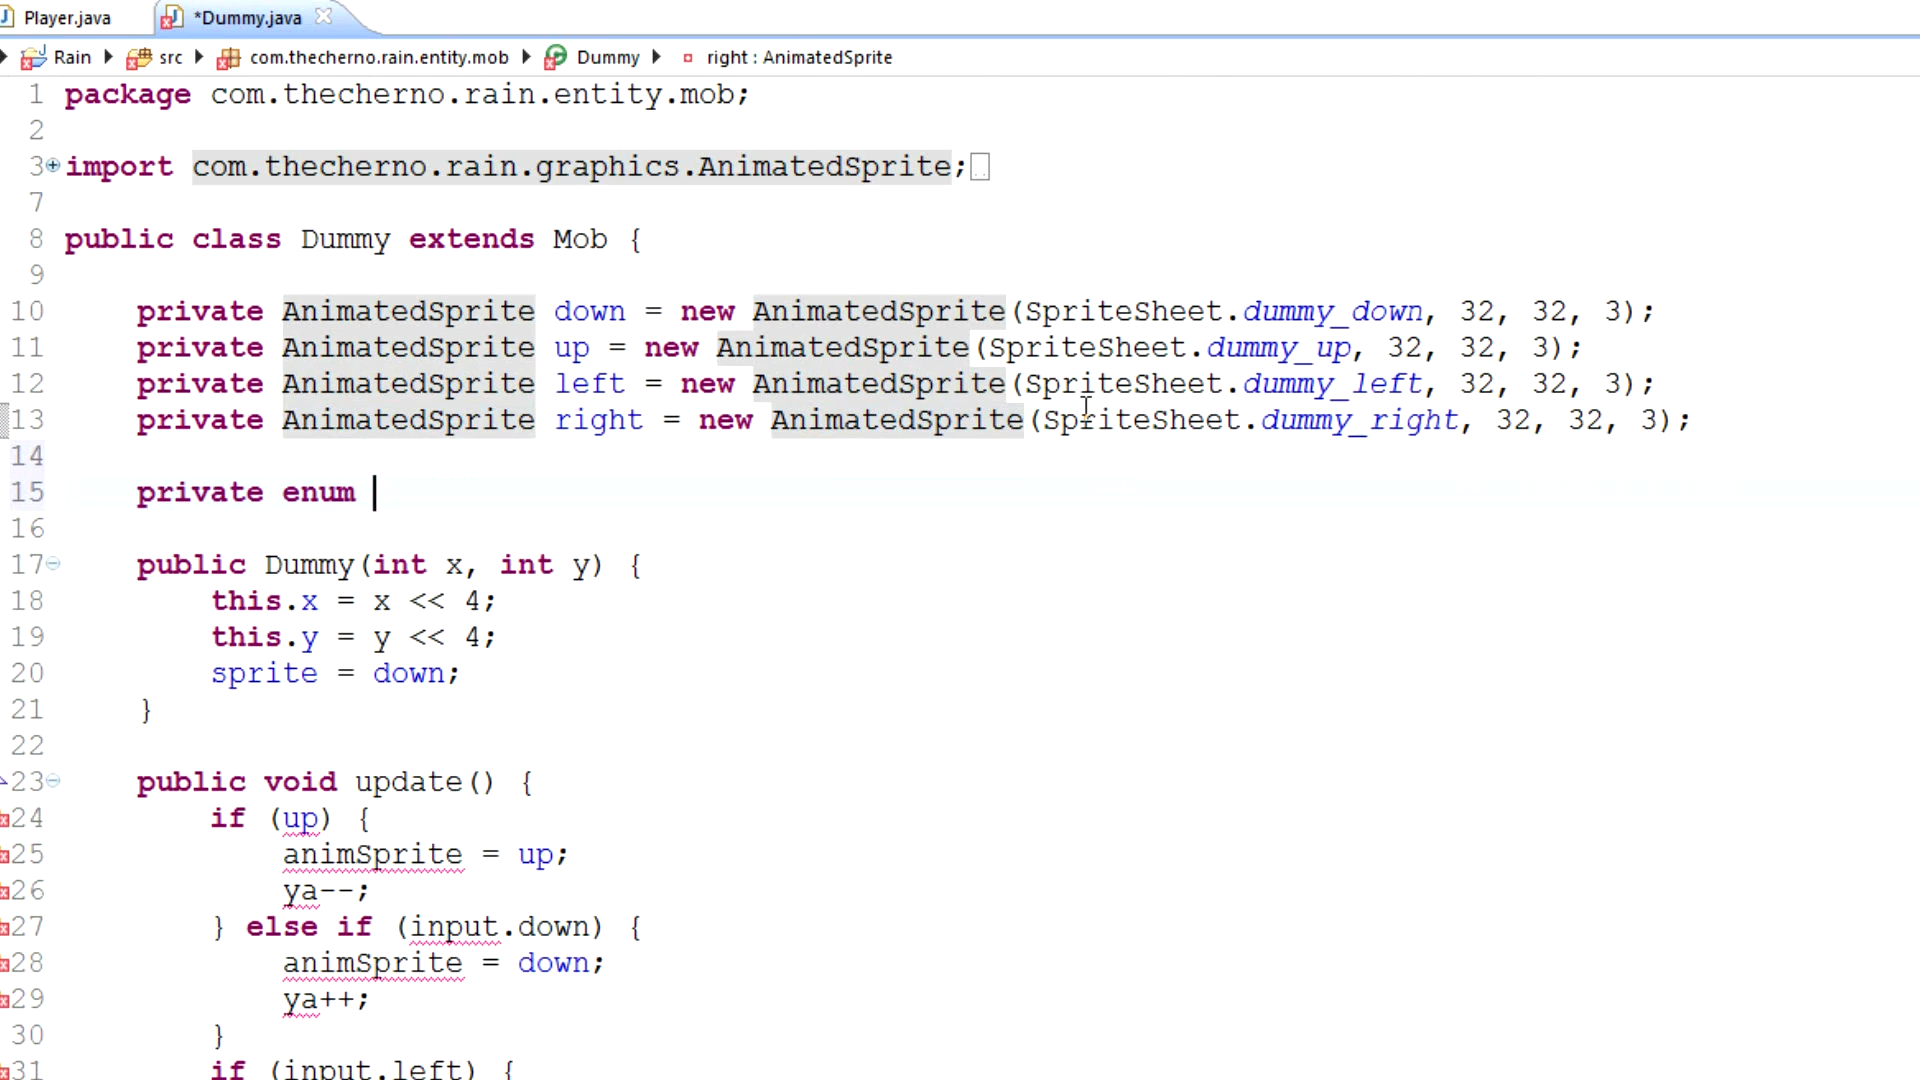 Player.java *Dummy.java
Rain src com.thecherno.rain.entity.mob Dummy right : AnimatedSprite
1 package com.thecherno.rain.entity.mob;
2
3 import com.thecherno.rain.graphics.AnimatedSprite;
7
8 public class Dummy extends Mob {
9
10 private AnimatedSprite down = new AnimatedSprite(SpriteSheet.dummy_down, 32, 32, 3);
11 private AnimatedSprite up = new AnimatedSprite(SpriteSheet.dummy_up, 32, 32, 3);
12 private AnimatedSprite left = new AnimatedSprite(SpriteSheet.dummy_left, 32, 32, 3);
13 private AnimatedSprite right = new AnimatedSprite(SpriteSheet.dummy_right, 32, 32, 3);
14
15 private enum
16
17 public Dummy(int x, int y) {
18 this.x = x << 4;
19 this.y = y << 4;
20 sprite = down;
21 }
22
23 public void update() {
24 if (up) {
25 animSprite = up;
26 ya--;
27 } else if (input.down) {
28 animSprite = down;
29 ya++;
30 }
31 if (input.left) {